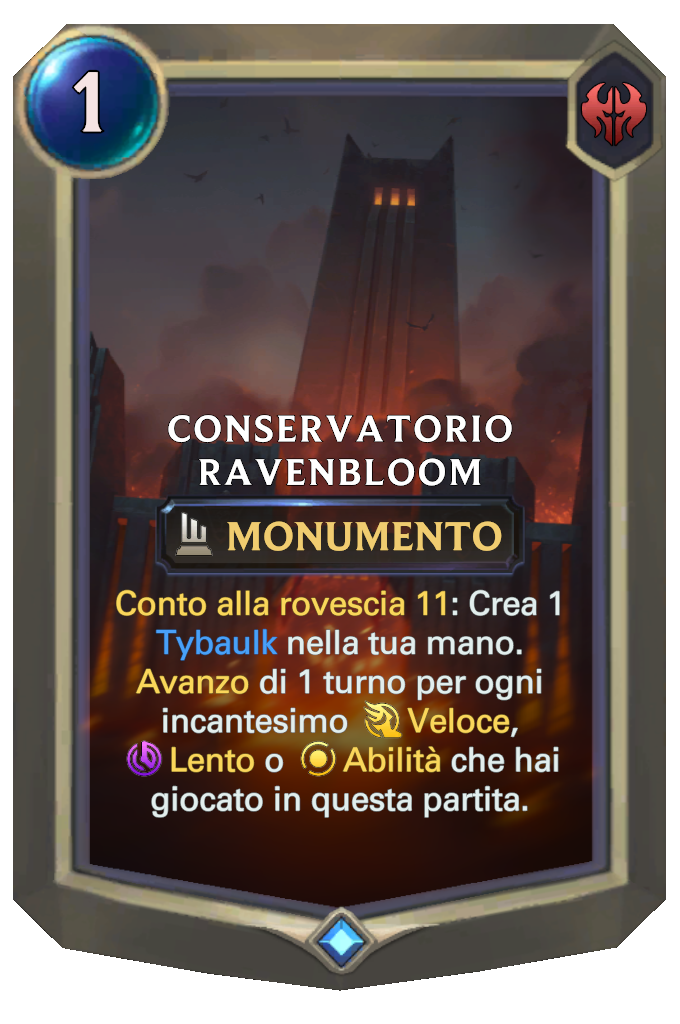 1
CONSERVATORIO
RAVENBLOOM
MONUMENTO
Conto alla rovescia 11: Crea 1
Tybaulk nella tua mano.
Avanzo di 1 turno per ogni
incantesimo Veloce,
Lento o Abilità che hai
giocato in questa partita.